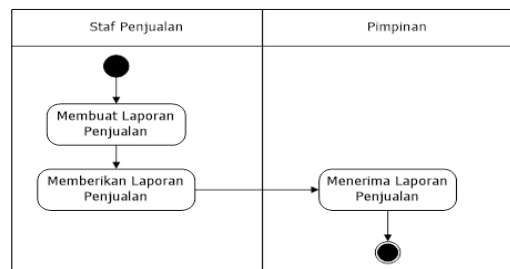 Staf Penjualan
Pimpinan
Membuat Laporan
Penjualan
Memberikan Laporan
Penjualan
Menerima Laporan
Penjualan